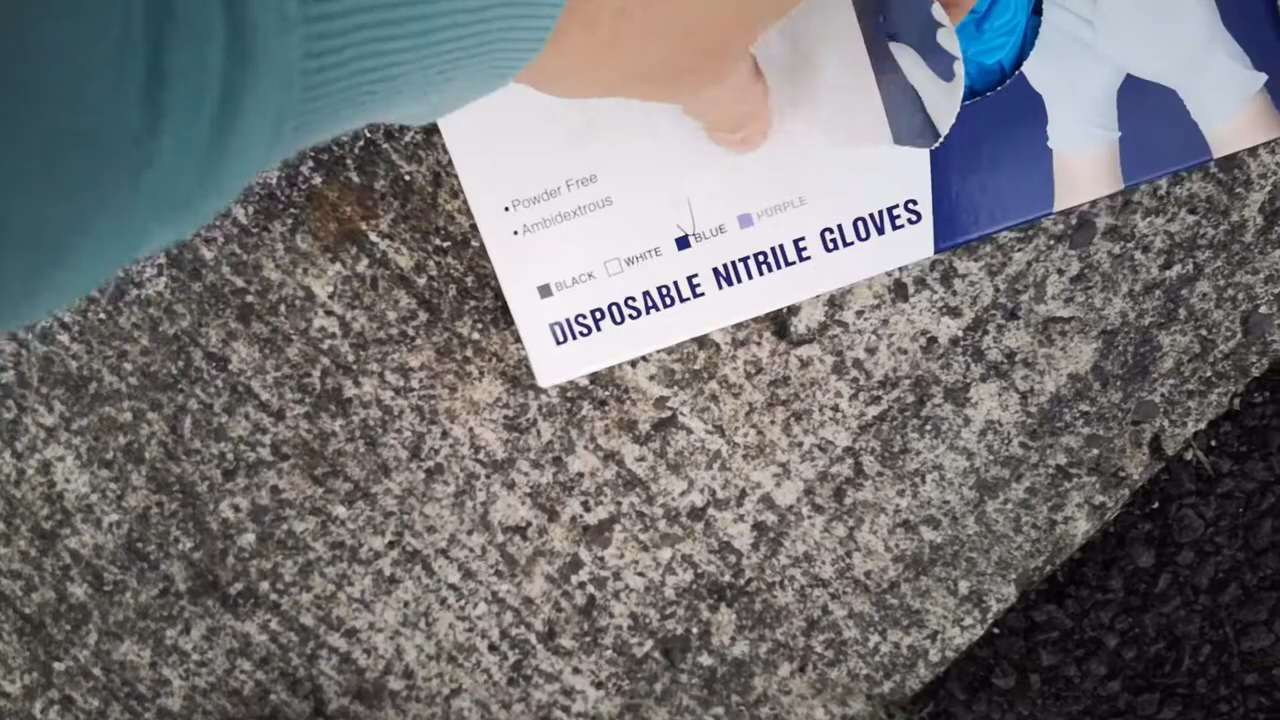 • Powder Free
• Ambidextrous
BLACK WHITE BLUE PURPLE
DISPOSABLE NITRILE GLOVES